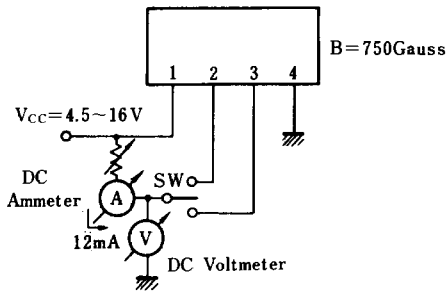 B=750Gauss
1 2 3 4
VCC=4.5~16V
SW
DC
Ammeter
A
12mA
V
DC Voltmeter